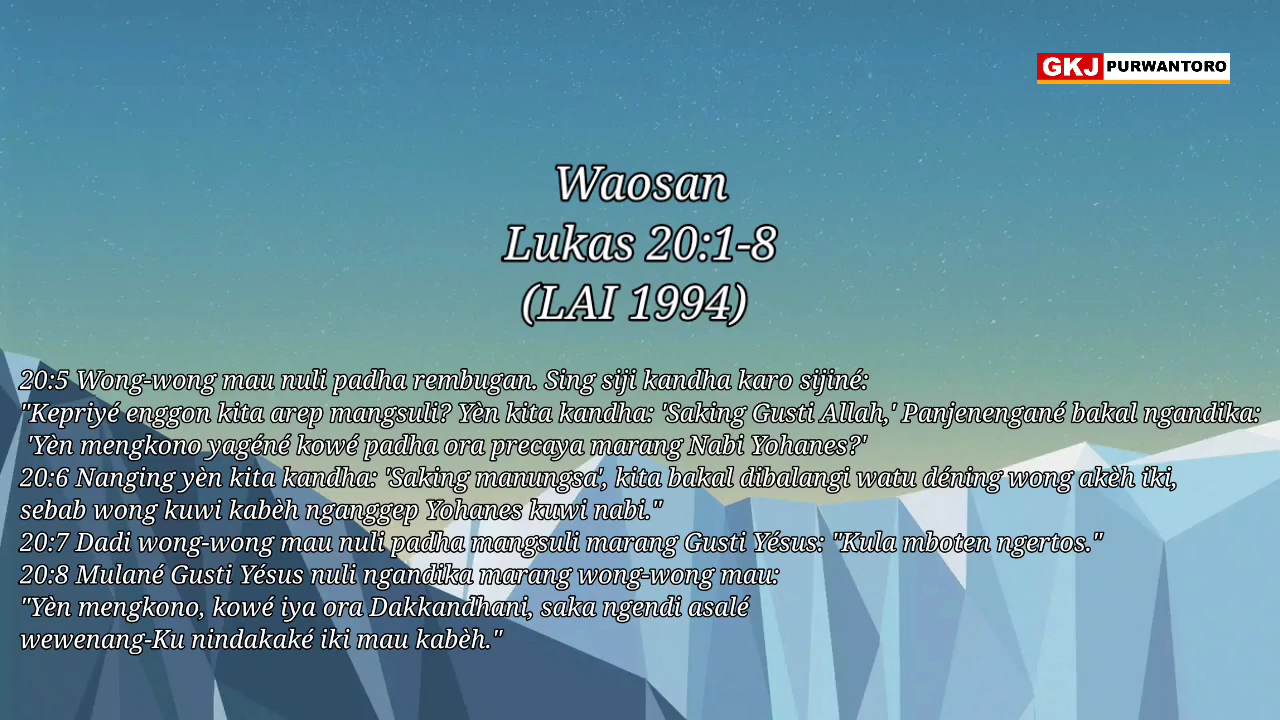 GKJ PURWANTORO
Waosan
Lukas 20:1-8
(LAI 1994)
20:5 Wong-wong mau nuli padha rembugan. Sing siji kandha karo sijiné:
"Kepriyé enggon kita arep mangsuli? Yèn kita kandha: 'Saking Gusti Allah,' Panjenengané bakal ngandika:
'Yèn mengkono yagéné kowé padha ora precaya marang Nabi Yohanes?'
20:6 Nanging yèn kita kandha: 'Saking manungsa', kita bakal dibalangi watu déning wong akèh iki,
sebab wong kuwi kabèh nganggep Yohanes kuwi nabi."
20:7 Dadi wong-wong mau nuli padha mangsuli marang Gusti Yésus: "Kula mboten ngertos."
20:8 Mulané Gusti Yésus nuli ngandika marang wong-wong mau:
"Yèn mengkono, kowé iya ora Dakkandhani, saka ngendi asalé
wewenang-Ku nindakaké iki mau kabèh."